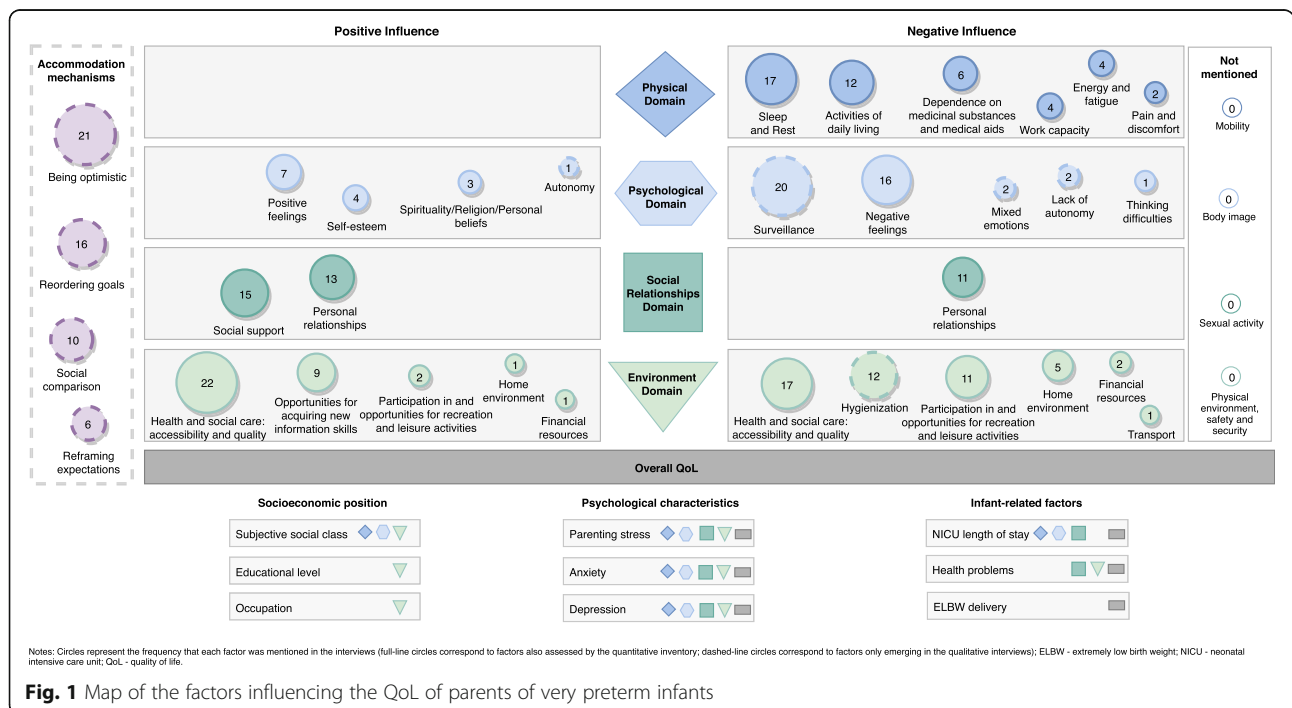 Positive Influence
Negative Influence
Accommodation
mechanisms
21
Being optimistic
16
Reordering goals
10
Social
comparison
6
Reframing
expectations
Physical
Domain
17
Sleep
and Rest
12
Activities of
daily living
6
Dependence on
medicinal substances
and medical aids
4
Work capacity
4
Energy and
fatigue
2
Pain and
discomfort
Not
mentioned
0
Mobility
7
Positive
feelings
4
Self-esteem
3
Spirituality/Religion/Personal
beliefs
1
Autonomy
Psychological
Domain
20
Surveillance
16
Negative
feelings
2
Mixed
emotions
2
Lack of
autonomy
1
Thinking
difficulties
0
Body image
15
Social support
13
Personal
relationships
Social
Relationships
Domain
11
Personal
relationships
0
Sexual activity
22
Health and social care:
accessibility and quality
9
Opportunities for
acquiring new
information skills
2
Participation in and
opportunities for recreation
and leisure activities
1
Home
environment
1
Financial
resources
Environment
Domain
17
Health and social care:
accessibility and quality
12
Hygienization
11
Participation in and
opportunities for recreation
and leisure activities
5
Home
environment
2
Financial
resources
1
Transport
0
Physical
environment,
safety and
security
Overall QoL
Socioeconomic position
Subjective social class
Educational level
Occupation
Psychological characteristics
Parenting stress
Anxiety
Depression
Infant-related factors
NICU length of stay
Health problems
ELBW delivery
Notes: Circles represent the frequency that each factor was mentioned in the interviews (full-line circles correspond to factors also assessed by the quantitative inventory; dashed-line circles correspond to factors only emerging in the qualitative interviews); ELBW - extremely low birth weight; NICU - neonatal
intensive care unit; QoL - quality of life.
Fig. 1 Map of the factors influencing the QoL of parents of very preterm infants